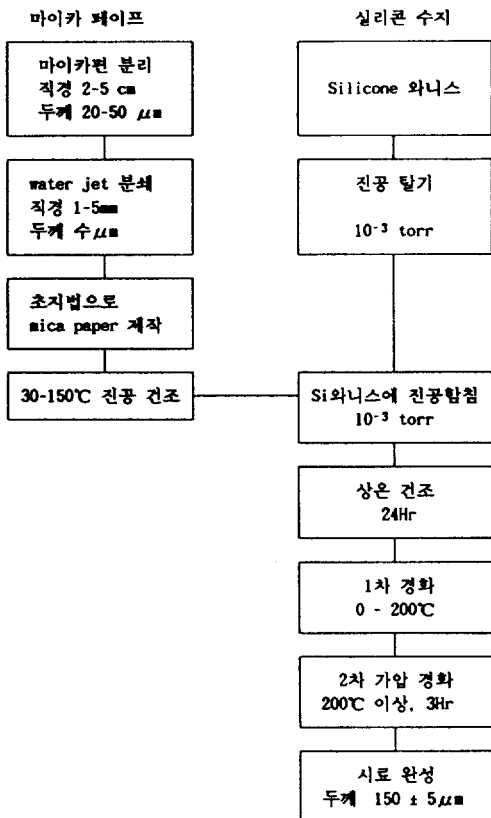 마이카 페이프
마이카편 분리
직경 2-5 cm
두께 20-50 μm
water jet 분쇄
직경 1-5mm
두께 수μm
초지법으로
mica paper 제작
30-150℃ 진공 건조
실리콘 수지
Silicone 와니스
진공 탈기
10⁻³ torr
Si와니스에 진공함침
10⁻³ torr
상온 건조
24Hr
1차 경화
0 - 200℃
2차 가압 경화
200℃ 이상, 3Hr
시료 완성
두께 150 ± 5μm